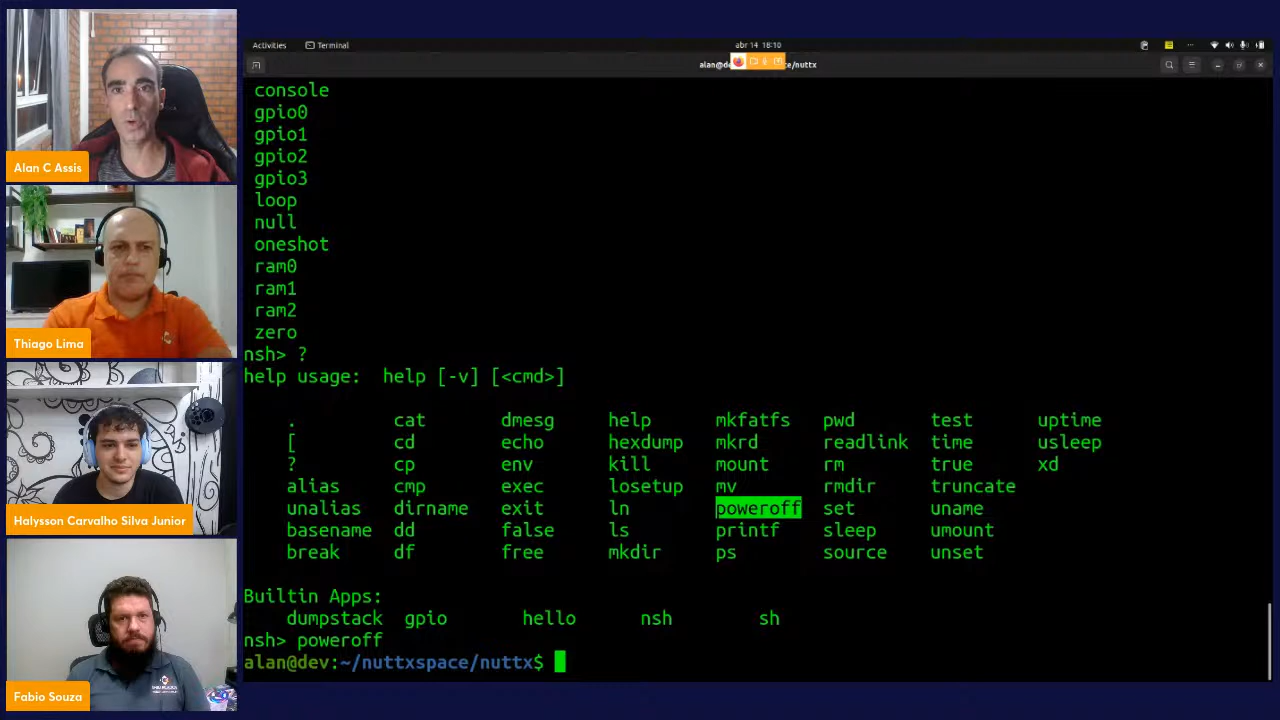 Alan C Assis
Thiago Lima
Halysson Carvalho Silva Junior
Fabio Souza
Activities Terminal abr 14 18:10
console
gpio0
gpio1
gpio2
gpio3
loop
null
oneshot
ram0
ram1
ram2
zero
nsh> ?
help usage: help [-v] [<cmd>]
. cat dmesg help mkfatfs pwd test uptime
[ cd echo hexdump mkrd readlink time usleep
? cp env kill mount rm true xd
alias cmp exec losetup mv rmdir truncate
unalias dirname exit ln poweroff set uname
basename dd false ls printf sleep umount
break df free mkdir ps source unset
Builtin Apps:
dumpstack gpio hello nsh sh
nsh> poweroff
alan@dev:~/nuttxspace/nuttx$